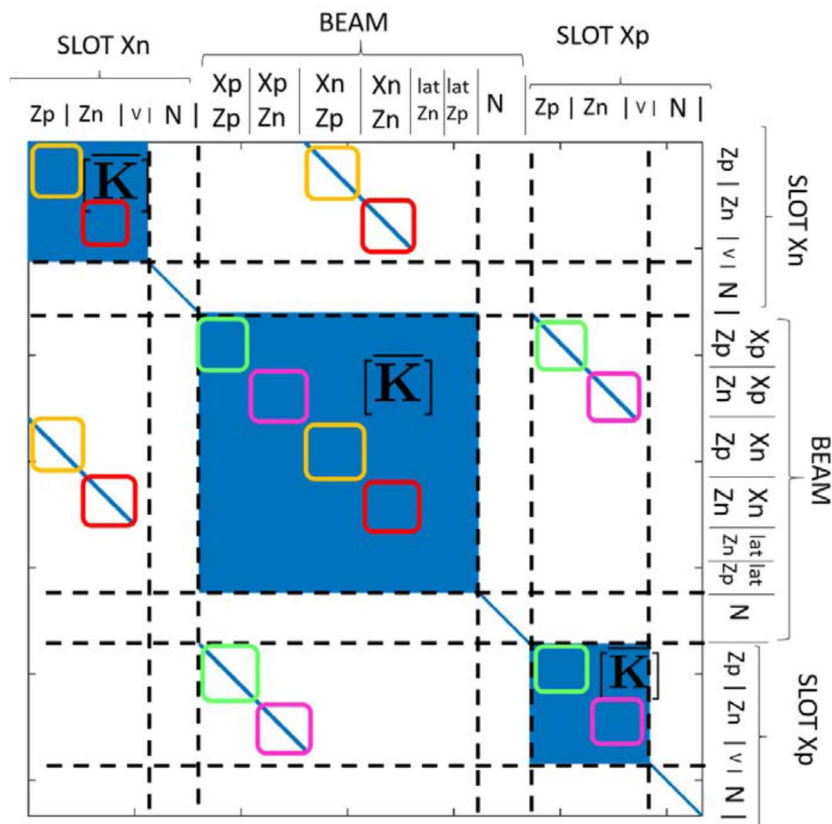 BEAM
SLOT Xn
SLOT Xp
Xp Xp Xn Xn lat lat
Zp | Zn | v | N | Zp Zn Zp Zn Zn Zp N Zp | Zn | v | N |
[K]
[K]
[K]
Zp | Zn | v | N |
SLOT Xn
Xp Xp Xn Xn lat lat
Zp Zn Zp Zn Zn Zp N
BEAM
Zp | Zn | v | N |
SLOT Xp